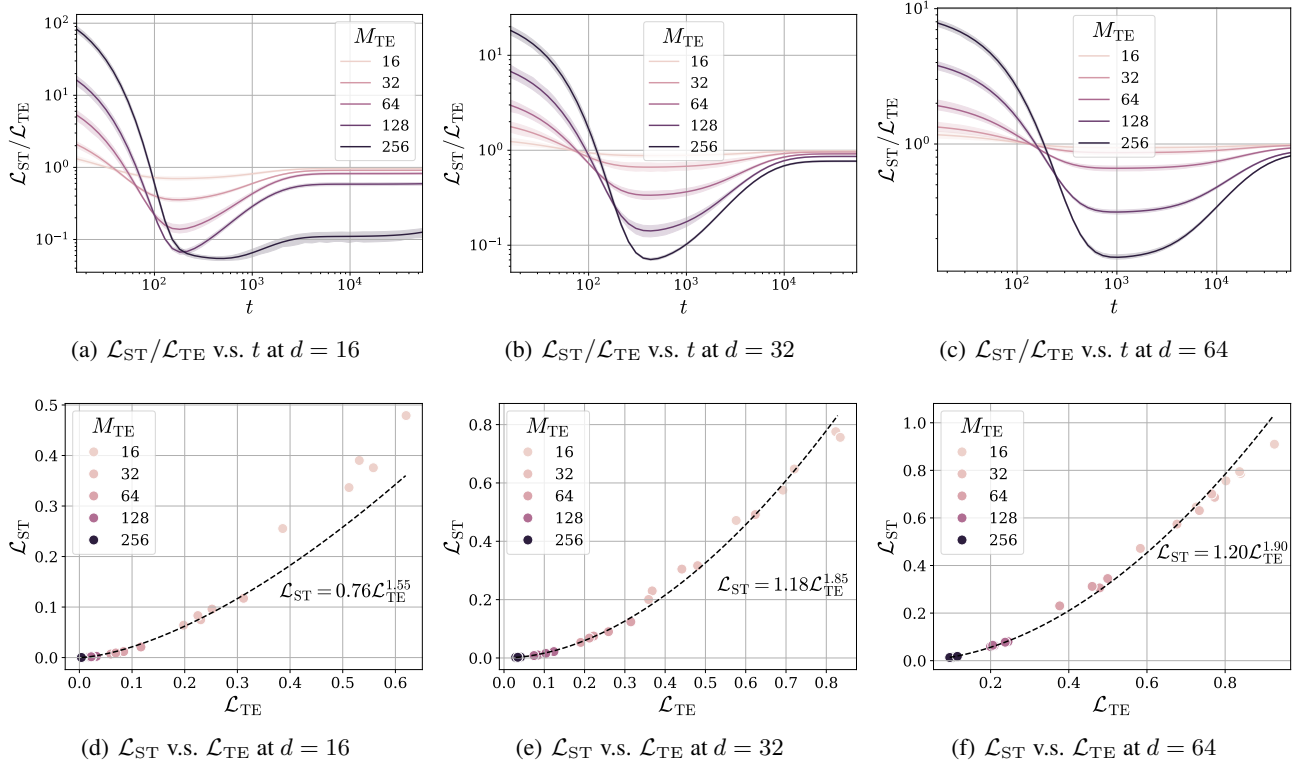 10²
10¹
10⁰
10⁻¹
ℒ_ST/ℒ_TE
M_TE
16
32
64
128
256
10²
10³
10⁴
t
(a) ℒ_ST/ℒ_TE v.s. t at d = 16
10¹
10⁰
10⁻¹
ℒ_ST/ℒ_TE
M_TE
16
32
64
128
256
10²
10³
10⁴
t
(b) ℒ_ST/ℒ_TE v.s. t at d = 32
10¹
10⁰
ℒ_ST/ℒ_TE
M_TE
16
32
64
128
256
10²
10³
10⁴
t
(c) ℒ_ST/ℒ_TE v.s. t at d = 64
0.5
0.4
0.3
0.2
0.1
0.0
ℒ_ST
M_TE
16
32
64
128
256
ℒ_ST = 0.76ℒ_TE^1.55
0.0 0.1 0.2 0.3 0.4 0.5 0.6
ℒ_TE
(d) ℒ_ST v.s. ℒ_TE at d = 16
0.8
0.6
0.4
0.2
0.0
ℒ_ST
M_TE
16
32
64
128
256
ℒ_ST = 1.18ℒ_TE^1.85
0.0 0.1 0.2 0.3 0.4 0.5 0.6 0.7 0.8
ℒ_TE
(e) ℒ_ST v.s. ℒ_TE at d = 32
1.0
0.8
0.6
0.4
0.2
0.0
ℒ_ST
M_TE
16
32
64
128
256
ℒ_ST = 1.20ℒ_TE^1.90
0.2 0.4 0.6 0.8
ℒ_TE
(f) ℒ_ST v.s. ℒ_TE at d = 64